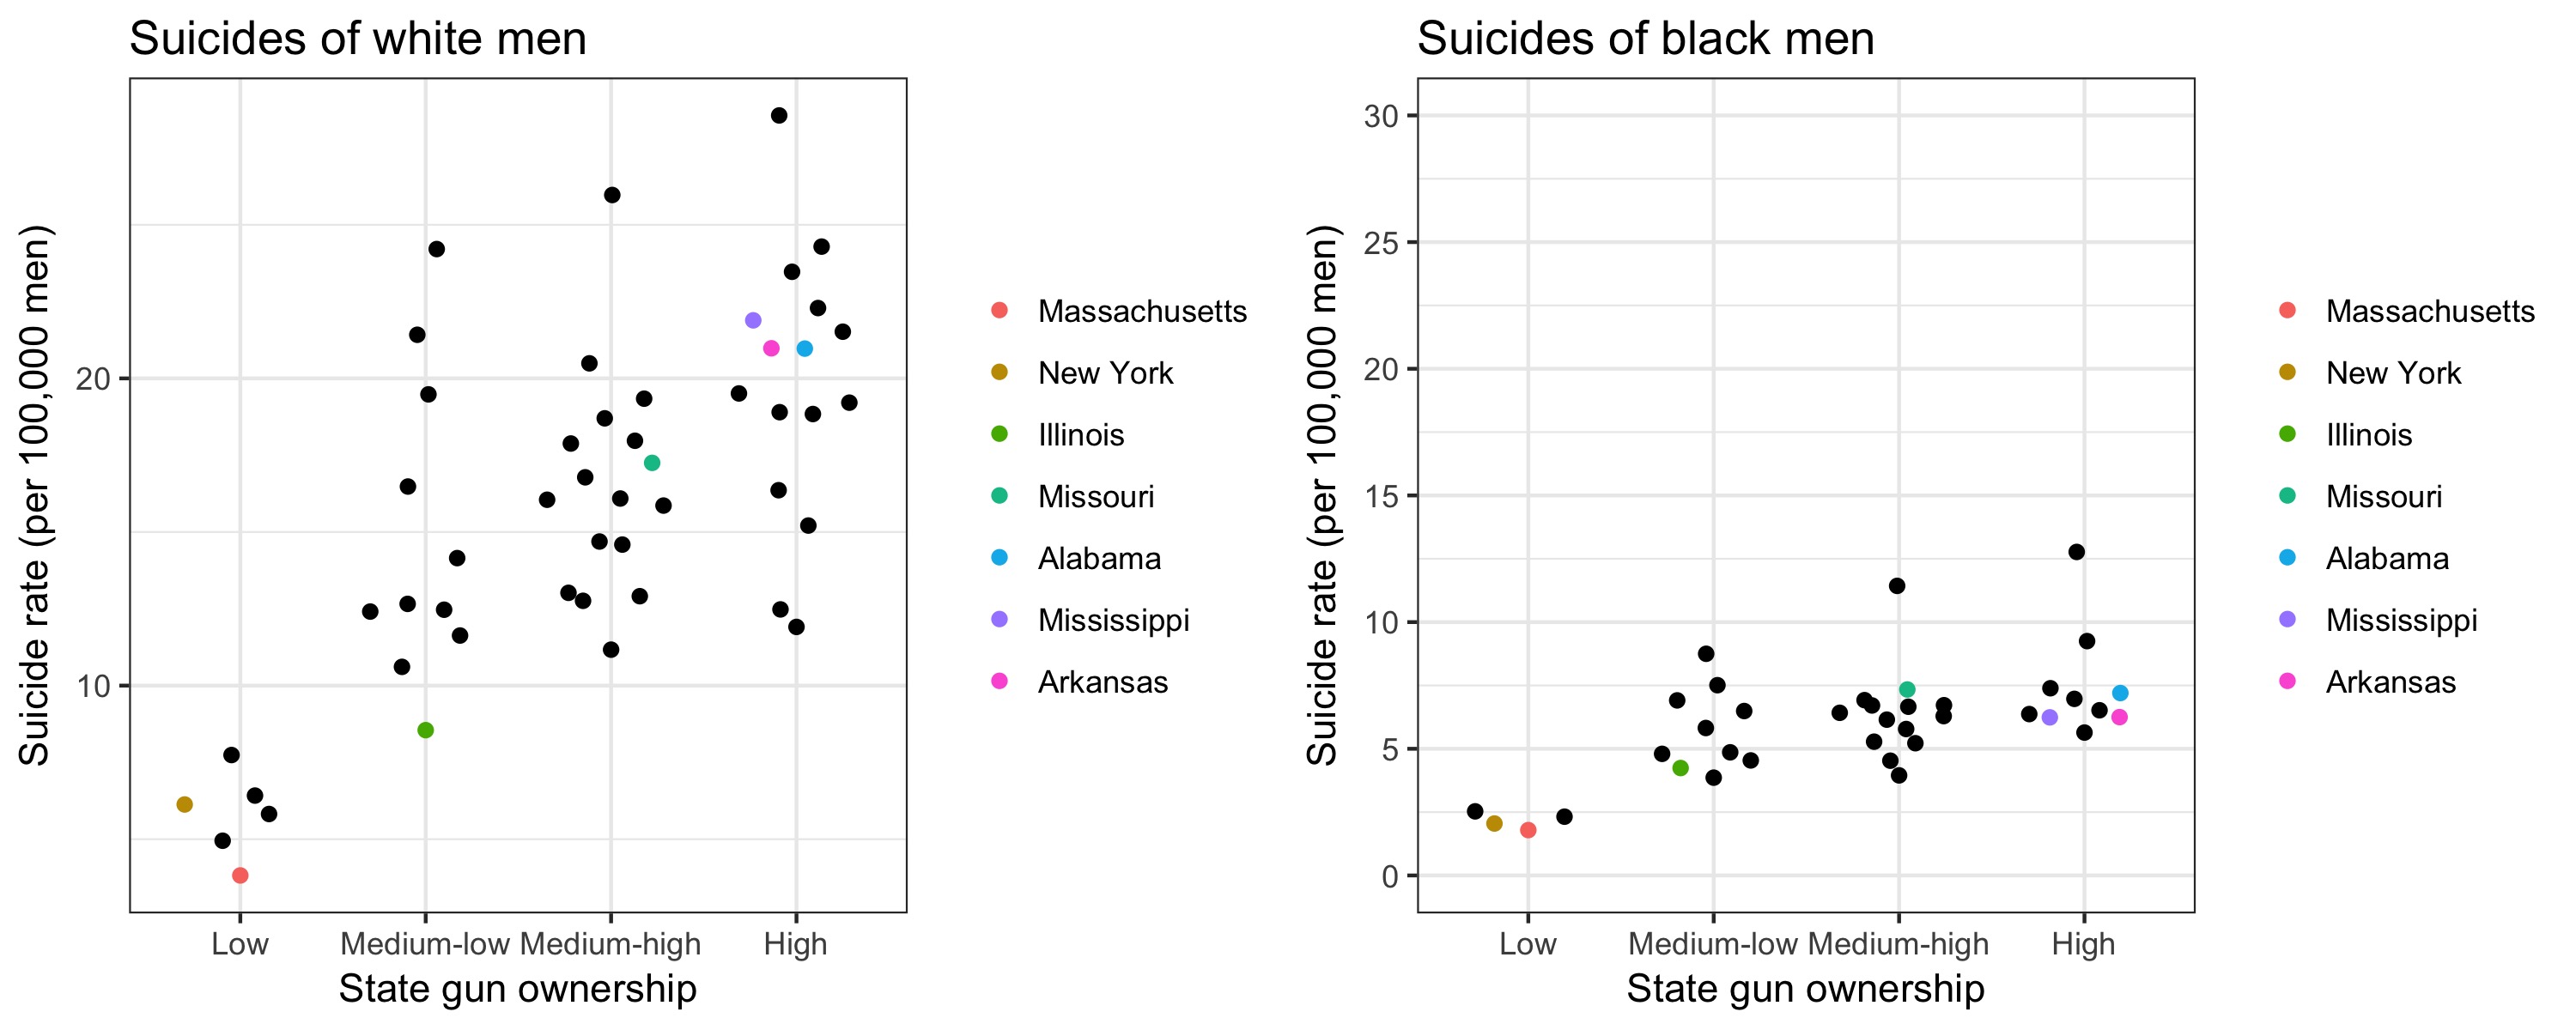 Suicides of white men
Suicide rate (per 100,000 men)
20
10
Low Medium-low Medium-high High
State gun ownership
Massachusetts
New York
Illinois
Missouri
Alabama
Mississippi
Arkansas
Suicides of black men
Suicide rate (per 100,000 men)
30
25
20
15
10
5
0
Low Medium-low Medium-high High
State gun ownership
Massachusetts
New York
Illinois
Missouri
Alabama
Mississippi
Arkansas